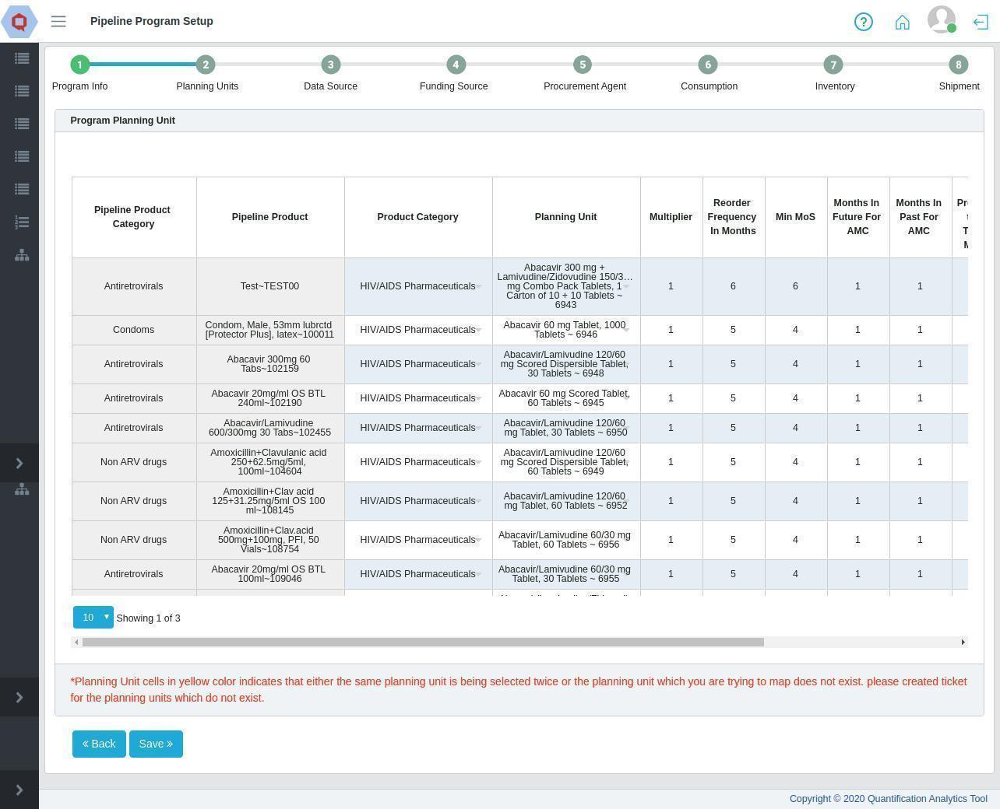 Pipeline Program Setup
?
1 2 3 4 5 6 7 8
Program Info Planning Units Data Source Funding Source Procurement Agent Consumption Inventory Shipment
Program Planning Unit
Pipeline Product
Category
Pipeline Product
Product Category
Planning Unit
Multiplier
Reorder
Frequency
In Months
Min MoS
Months In
Future For
AMC
Months In
Past For
AMC
Antiretrovirals
Test~TEST00
HIV/AIDS Pharmaceuticals
Abacavir 300 mg +
Lamivudine/Zidovudine 150/3...
mg Combo Pack Tablets, 1
Carton of 10 + 10 Tablets ~
6943
1 6 6 1 1
Condoms
Condom, Male, 53mm lubrctd
[Protector Plus], latex~100011
HIV/AIDS Pharmaceuticals
Abacavir 60 mg Tablet, 1000
Tablets ~ 6946
1 5 4 1 1
Antiretrovirals
Abacavir 300mg 60
Tabs~102159
HIV/AIDS Pharmaceuticals
Abacavir/Lamivudine 120/60
mg Scored Dispersible Tablet,
30 Tablets ~ 6948
1 5 4 1 1
Antiretrovirals
Abacavir 20mg/ml OS BTL
240ml~102190
HIV/AIDS Pharmaceuticals
Abacavir 60 mg Scored Tablet,
60 Tablets ~ 6945
1 5 4 1 1
Antiretrovirals
Abacavir/Lamivudine
600/300mg 30 Tabs~102455
HIV/AIDS Pharmaceuticals
Abacavir/Lamivudine 120/60
mg Tablet, 30 Tablets ~ 6950
1 5 4 1 1
Non ARV drugs
Amoxicillin+Clavulanic acid
250+62.5mg/5ml,
100ml~104604
HIV/AIDS Pharmaceuticals
Abacavir/Lamivudine 120/60
mg Scored Dispersible Tablet,
60 Tablets ~ 6949
1 5 4 1 1
Non ARV drugs
Amoxicillin+Clav acid
125+31.25mg/5ml OS 100
ml~108145
HIV/AIDS Pharmaceuticals
Abacavir/Lamivudine 120/60
mg Tablet, 60 Tablets ~ 6952
1 5 4 1 1
Non ARV drugs
Amoxicillin+Clav.acid
500mg+100mg, PFI, 50
Vials~108754
HIV/AIDS Pharmaceuticals
Abacavir/Lamivudine 60/30 mg
Tablet, 60 Tablets ~ 6956
1 5 4 1 1
Antiretrovirals
Abacavir 20mg/ml OS BTL
100ml~109046
HIV/AIDS Pharmaceuticals
Abacavir/Lamivudine 60/30 mg
Tablet, 30 Tablets ~ 6955
1 5 4 1 1
10 Showing 1 of 3
*Planning Unit cells in yellow color indicates that either the same planning unit is being selected twice or the planning unit which you are trying to map does not exist. please created ticket
for the planning units which do not exist.
« Back Save »
Copyright © 2020 Quantification Analytics Tool